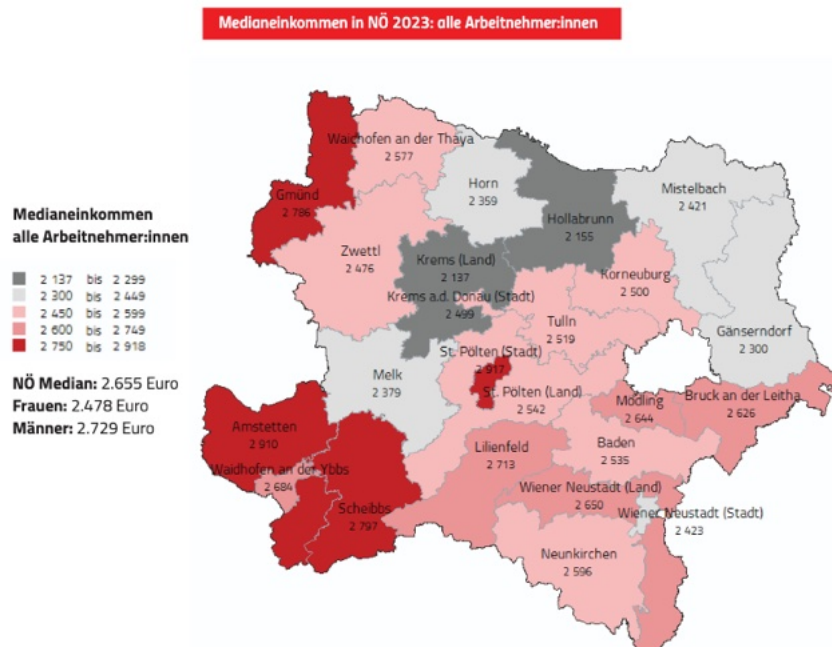 Medianeinkommen in NÖ 2023: alle Arbeitnehmer:innen
Waichofen an der Thaya
2 577
Gmünd
2 786
Horn
2 359
Hollabrunn
2 155
Mistelbach
2 421
Medianeinkommen
alle Arbeitnehmer:innen
2 137 bis 2 299
2 300 bis 2 449
2 450 bis 2 599
2 600 bis 2 749
2 750 bis 2 918
NÖ Median: 2.655 Euro
Frauen: 2.478 Euro
Männer: 2.729 Euro
Zwettl
2 476
Krems (Land)
2 137
Krems a.d. Donau (Stadt)
2 499
Korneuburg
2 500
Tulln
2 519
Gänserndorf
2 300
Melk
2 379
St. Pölten (Stadt)
2 917
St. Pölten (Land)
2 542
Mödling
2 644
Bruck an der Leitha
2 626
Amstetten
2 910
Waidhofen an der Ybbs
2 684
Scheibbs
2 797
Lilienfeld
2 713
Baden
2 535
Wiener Neustadt (Land)
2 650
Wiener Neustadt (Stadt)
2 423
Neunkirchen
2 596